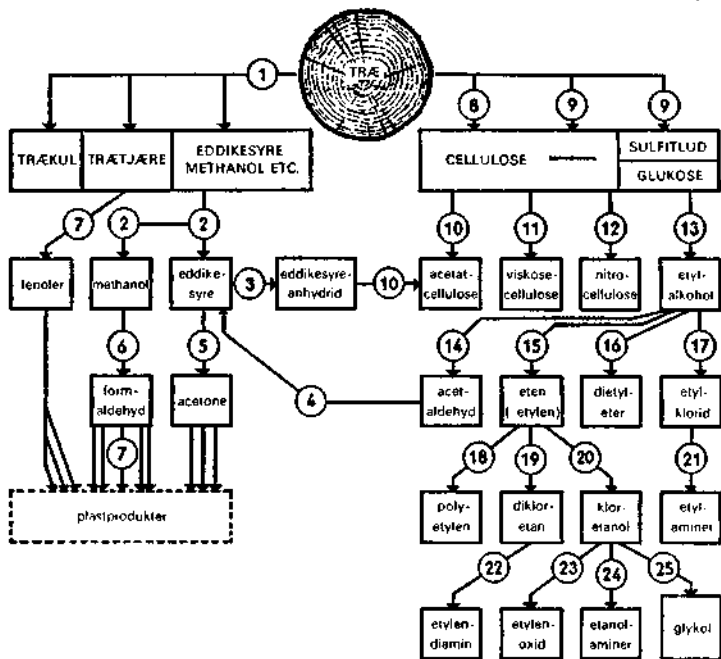 TRÆ
1
8
9
9
TRÆKUL
TRÆTJÆRE
EDDIKESYRE
METHANOL ETC.
CELLULOSE
SULFITLUD
GLUKOSE
7
2
2
10
11
12
13
fenoler
methanol
eddike-
syre
3
eddikesyre-
anhydrid
10
acetat-
cellulose
viskose-
cellulose
nitro-
cellulose
etyl-
alkohol
6
5
4
14
15
16
17
form-
aldehyd
acetone
acet-
aldehyd
eten
(etylen)
dietyl-
eter
etyl-
klorid
7
18
19
20
21
plastprodukter
poly-
etylen
diklor-
etan
klor-
etanol
etyl-
aminer
22
23
24
25
etylen-
diamin
etylen-
oxid
etanol-
aminer
glykol